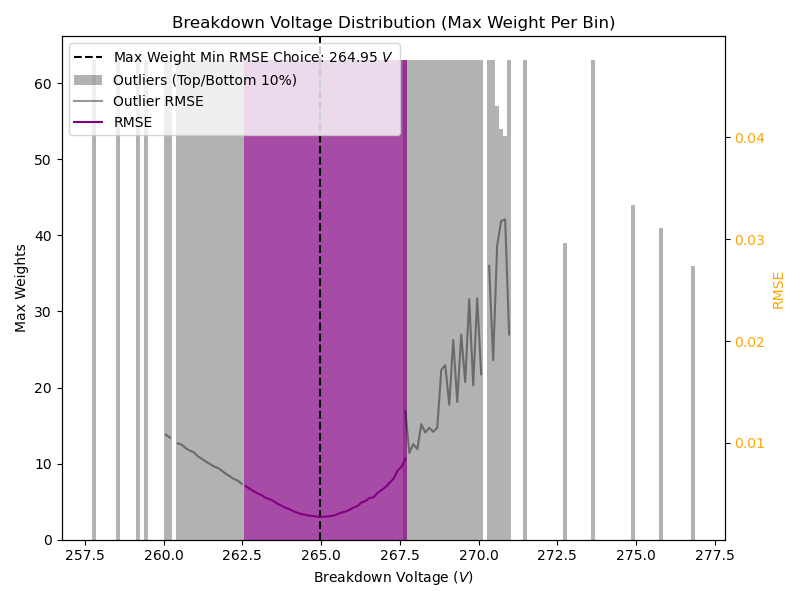 Breakdown Voltage Distribution (Max Weight Per Bin)
Max Weight Min RMSE Choice: 264.95 V
Outliers (Top/Bottom 10%)
Outlier RMSE
RMSE
60
50
40
30
20
10
0
Max Weights
0.04
0.03
0.02
0.01
RMSE
257.5 260.0 262.5 265.0 267.5 270.0 272.5 275.0 277.5
Breakdown Voltage (V)